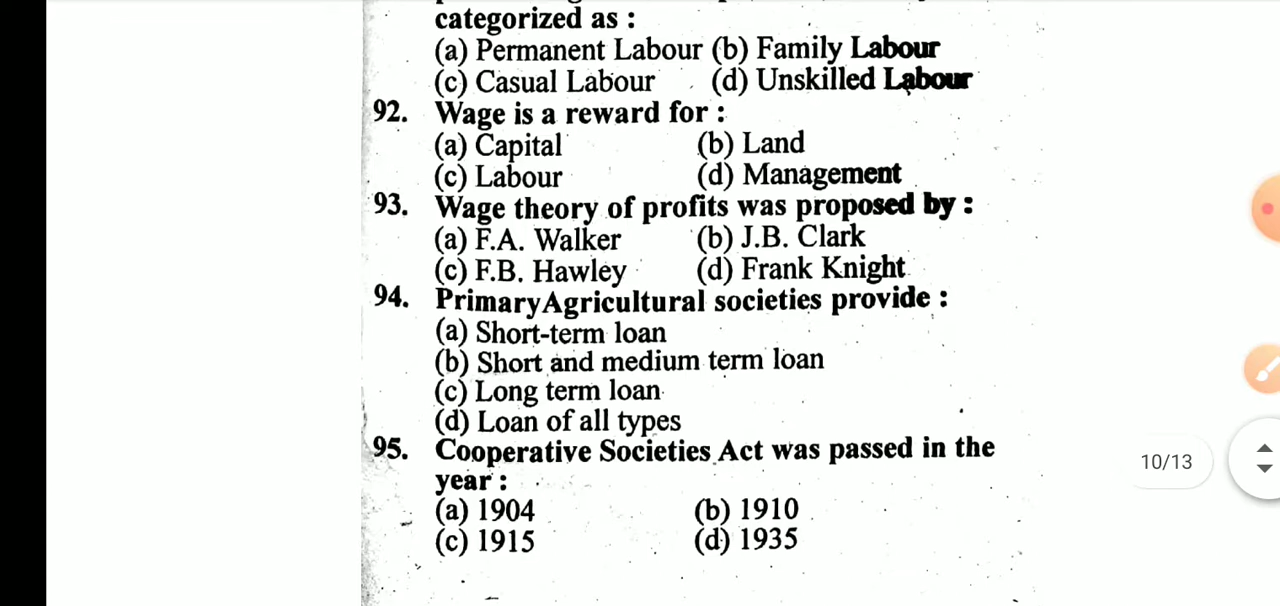 categorized as :
(a) Permanent Labour (b) Family Labour
(c) Casual Labour (d) Unskilled Labour
92. Wage is a reward for :
(a) Capital (b) Land
(c) Labour (d) Management
93. Wage theory of profits was proposed by :
(a) F.A. Walker (b) J.B. Clark
(c) F.B. Hawley (d) Frank Knight
94. Primary Agricultural societies provide :
(a) Short-term loan
(b) Short and medium term loan
(c) Long term loan
(d) Loan of all types
95. Cooperative Societies Act was passed in the
year :
(a) 1904 (b) 1910
(c) 1915 (d) 1935
10/13